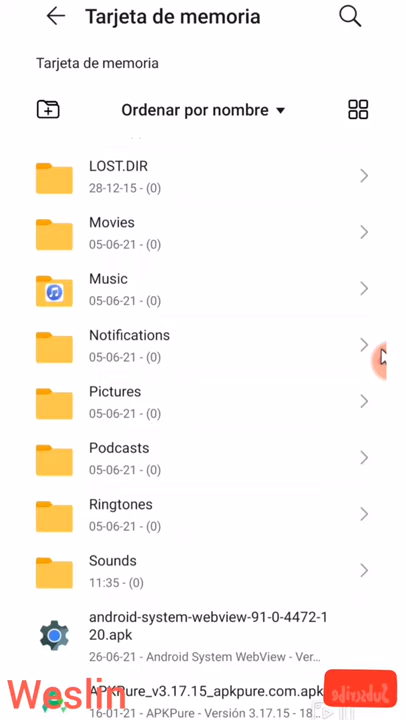 Tarjeta de memoria
Tarjeta de memoria
Ordenar por nombre
LOST.DIR
28-12-15 - (0)
Movies
05-06-21 - (0)
Music
05-06-21 - (0)
Notifications
05-06-21 - (0)
Pictures
05-06-21 - (0)
Podcasts
05-06-21 - (0)
Ringtones
05-06-21 - (0)
Sounds
11:35 - (0)
android-system-webview-91-0-4472-1
20.apk
26-06-21 - Android System WebView - Ver...
APKPure_v3.17.15_apkpure.com.apk
16-01-21 - APKPure - Versión 3.17.15 - 18
Weslin
Subscribe